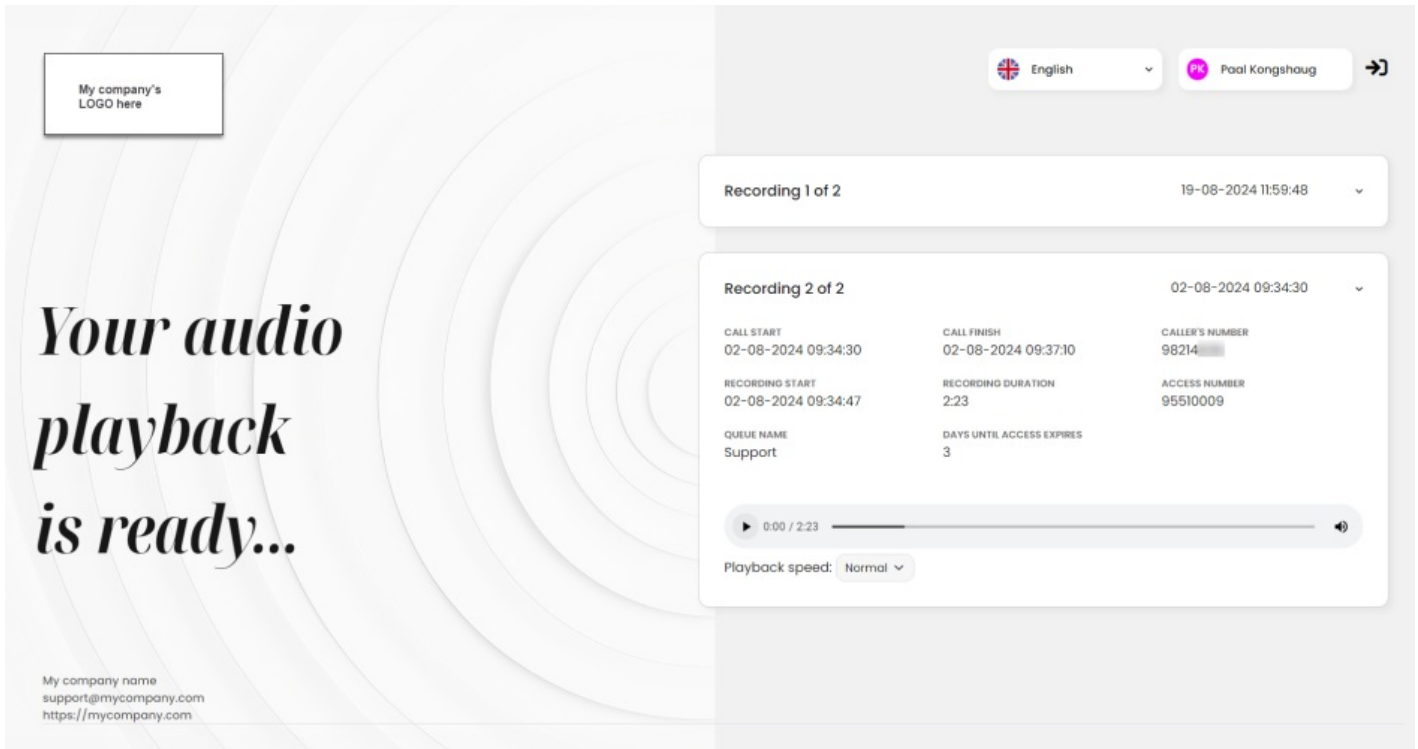 My company's
LOGO here
English
PK Paal Kongshaug
Your audio
playback
is ready...
My company name
support@mycompany.com
https://mycompany.com
Recording 1 of 2 19-08-2024 11:59:48
Recording 2 of 2 02-08-2024 09:34:30
CALL START CALL FINISH CALLER'S NUMBER
02-08-2024 09:34:30 02-08-2024 09:37:10 98214
RECORDING START RECORDING DURATION ACCESS NUMBER
02-08-2024 09:34:47 2:23 95510009
QUEUE NAME DAYS UNTIL ACCESS EXPIRES
Support 3
0:00 / 2:23
Playback speed: Normal